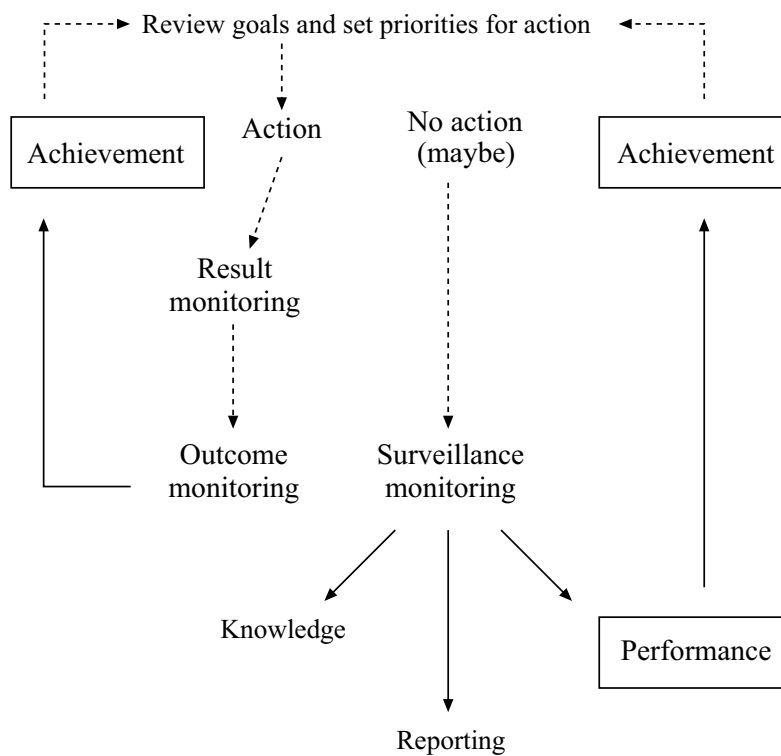 Review goals and set priorities for action
Achievement
Action
No action
(maybe)
Achievement
Result
monitoring
Outcome
monitoring
Surveillance
monitoring
Knowledge
Performance
Reporting